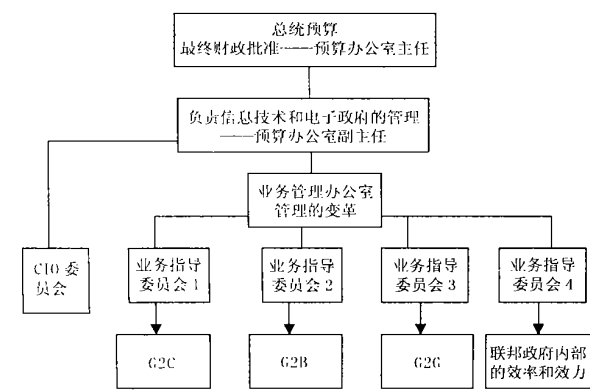 总统预算
最终财政批准——预算办公室主任
负责信息技术和电子政府的管理
——预算办公室副主任
业务管理办公室
管理的变革
CIO 委
员会
业务指导
委员会 1
业务指导
委员会 2
业务指导
委员会 3
业务指导
委员会 4
G2C
G2B
G2G
联邦政府内部
的效率和效力